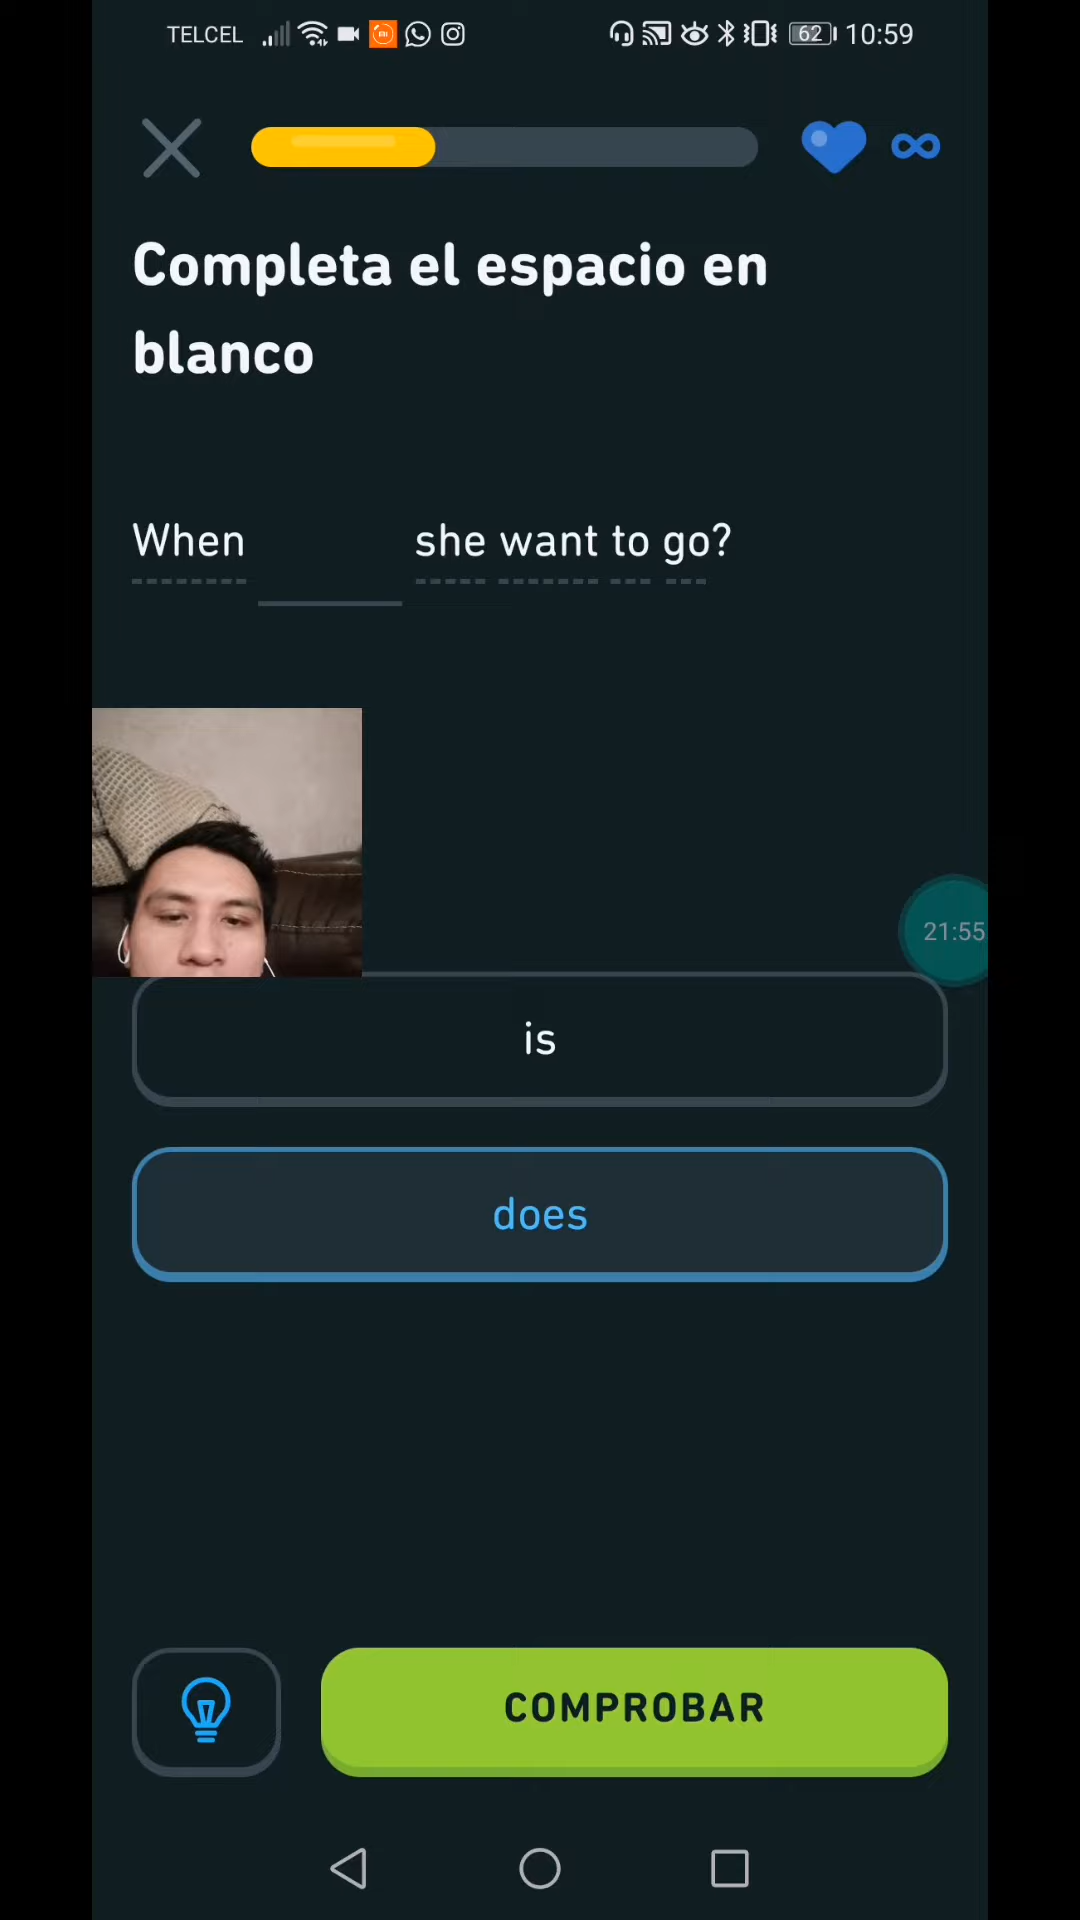 TELCEL 62 10:59
Completa el espacio en
blanco
When she want to go?
21:55
is
does
COMPROBAR